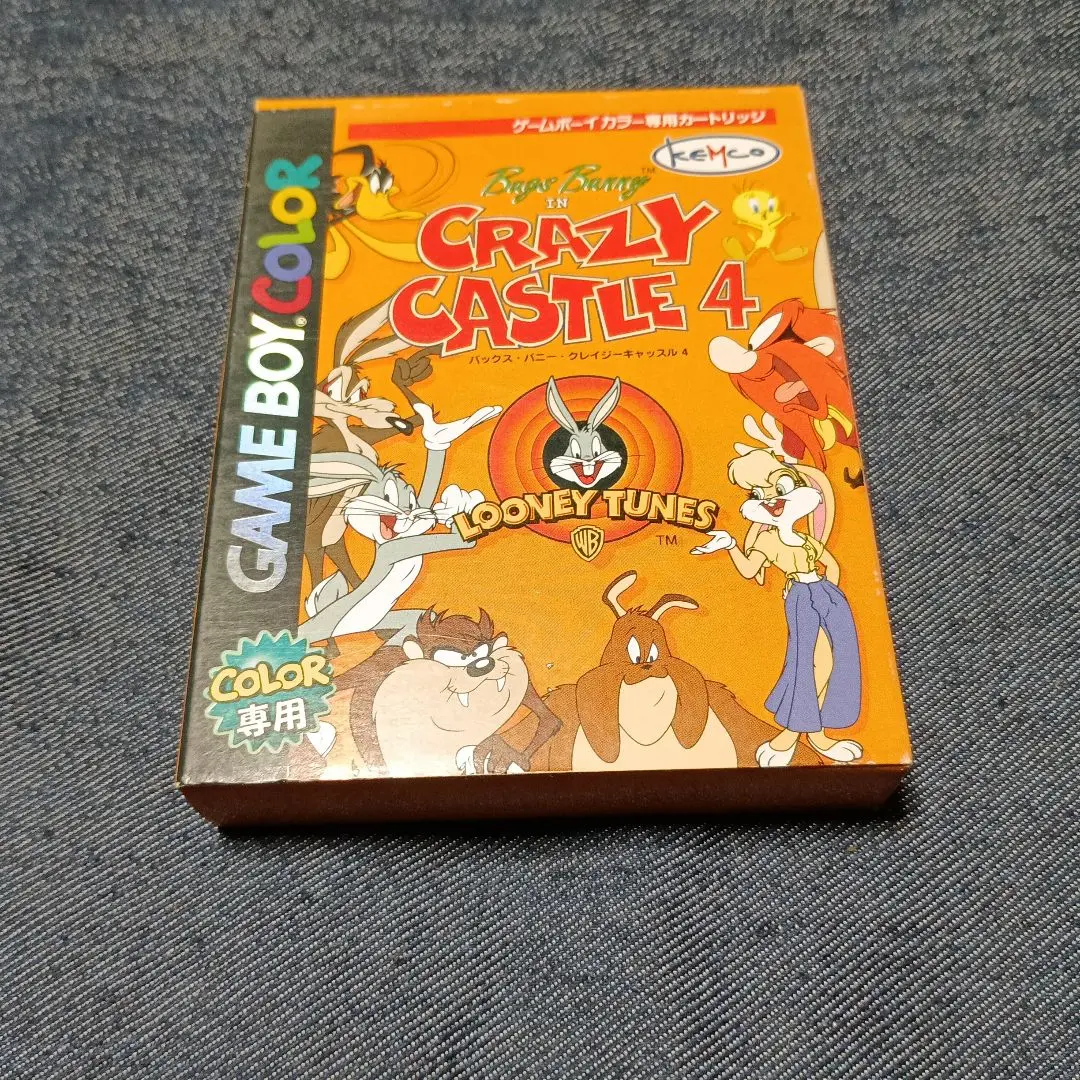 ゲームボーイカラー専用カートリッジ
KEMCO
Bugs Bunny™
IN
CRAZY
CASTLE 4
バックス・バニー・クレイジーキャッスル4
LOONEY TUNES
WB
TM
GAME BOY® COLOR
COLOR
専用